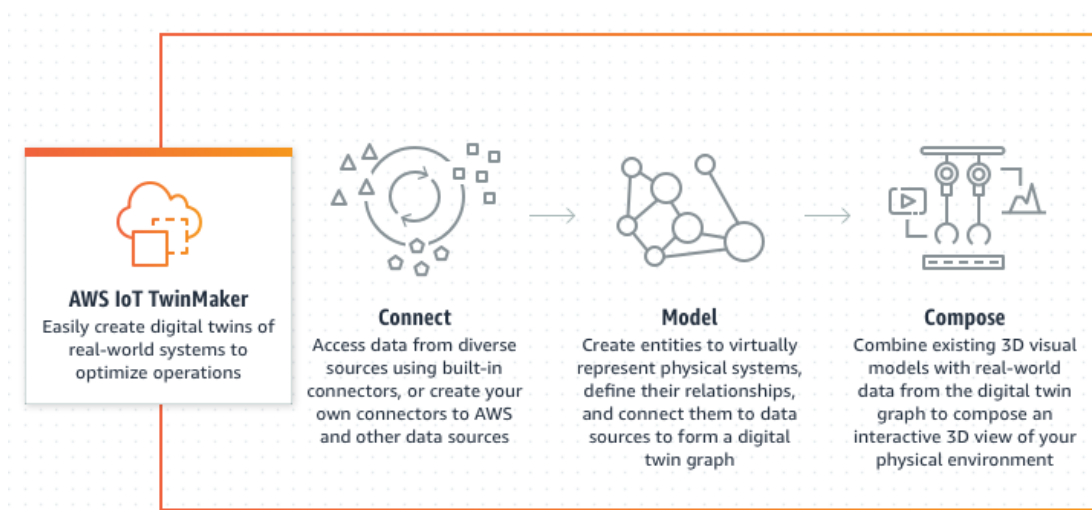 AWS IoT TwinMaker
Easily create digital twins of
real-world systems to
optimize operations
Connect
Access data from diverse
sources using built-in
connectors, or create your
own connectors to AWS
and other data sources
Model
Create entities to virtually
represent physical systems,
define their relationships,
and connect them to data
sources to form a digital
twin graph
Compose
Combine existing 3D visual
models with real-world
data from the digital twin
graph to compose an
interactive 3D view of your
physical environment